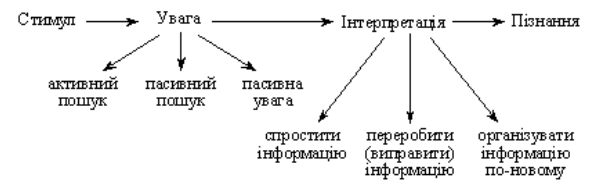 Стимул Увага Інтерпретація Пізнання
активний пасивний пасивна
пошук пошук увага
спростити переробити організувати
інформацію (виправити) інформацію
інформацію по-новому